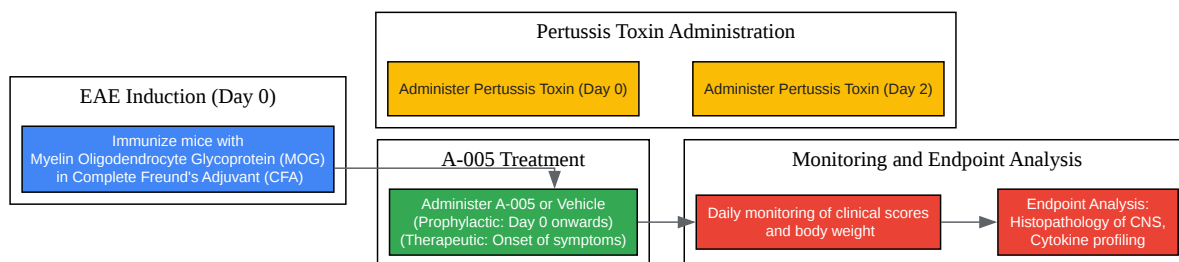 Pertussis Toxin Administration
Administer Pertussis Toxin (Day 0)
Administer Pertussis Toxin (Day 2)
EAE Induction (Day 0)
Immunize mice with
Myelin Oligodendrocyte Glycoprotein (MOG)
in Complete Freund's Adjuvant (CFA)
A-005 Treatment
Administer A-005 or Vehicle
(Prophylactic: Day 0 onwards)
(Therapeutic: Onset of symptoms)
Monitoring and Endpoint Analysis
Daily monitoring of clinical scores
and body weight
Endpoint Analysis:
Histopathology of CNS,
Cytokine profiling